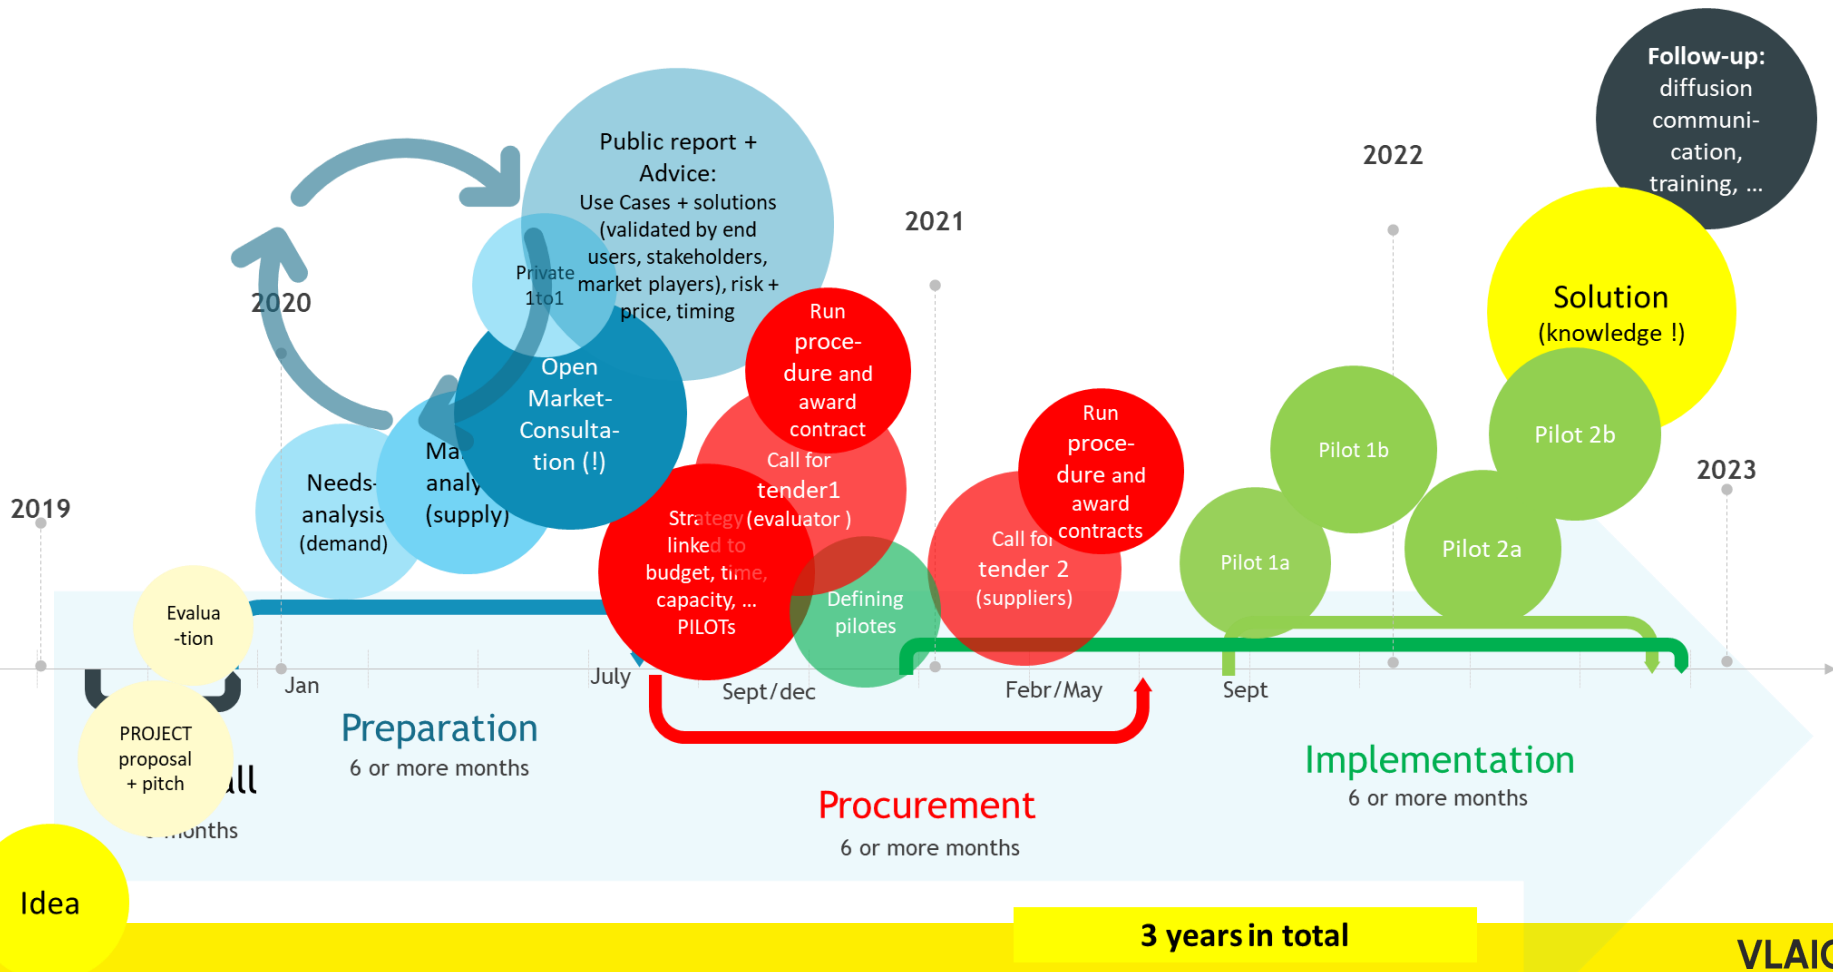 Follow-up:
diffusion
communi-
cation,
training, ...
2022
Public report +
Advice:
Use Cases + solutions
(validated by end
users, stakeholders,
market players), risk +
price, timing
2021
Private
1to1
2020
Solution
(knowledge !)
Run
proce-
dure and
award
contract
Open
Market-
Consulta-
tion (!)
Run
proce-
dure and
award
contracts
Pilot 1b
Pilot 2b
2023
2019
Needs-
analysis
(demand)
(supply)
Call for
tender1
(evaluator )
Strategy
linked to
budget, time,
capacity, ...
PILOTs
Call for
tender 2
(suppliers)
Pilot 1a
Pilot 2a
Defining
pilotes
Evalua
-tion
Jan
July
Sept/dec
Febr/May
Sept
PROJECT
proposal
+ pitch
months
Preparation
6 or more months
Procurement
6 or more months
Implementation
6 or more months
Idea
3 years in total